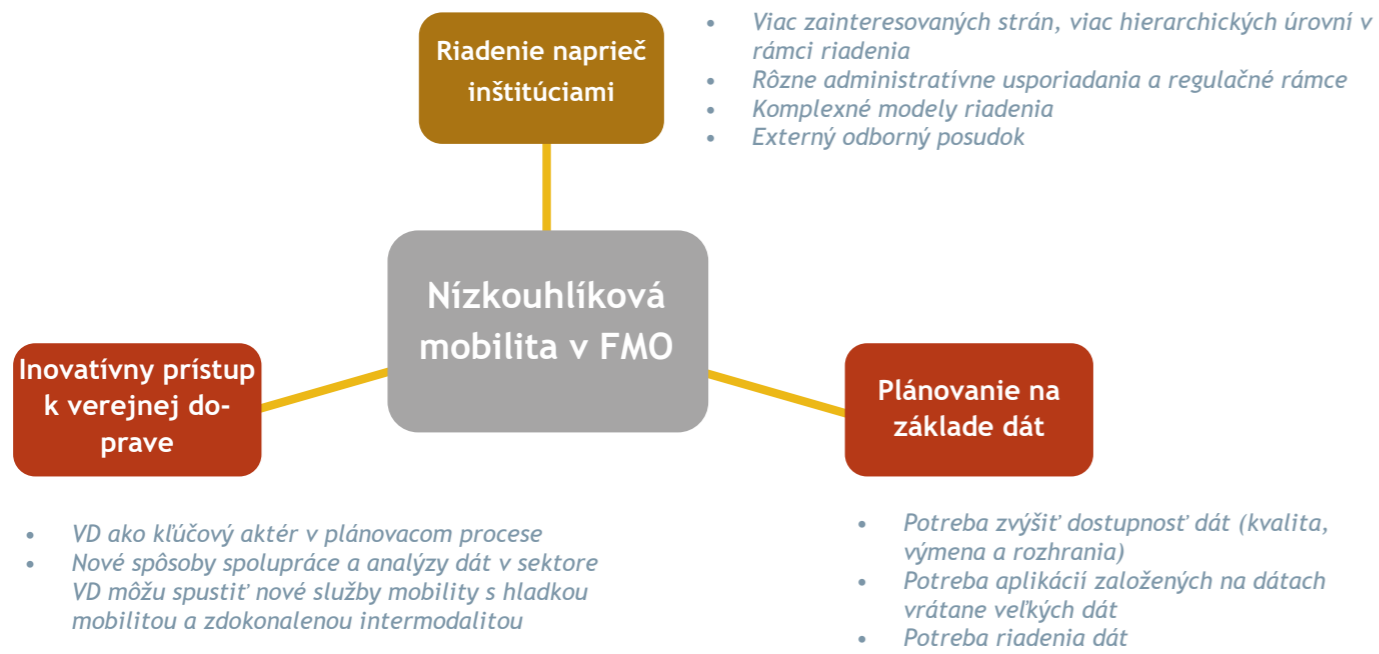 Riadenie naprieč
inštitúciami
• Viac zainteresovaných strán, viac hierarchických úrovní v
rámci riadenia
• Rôzne administratívne usporiadania a regulačné rámce
• Komplexné modely riadenia
• Externý odborný posudok
Nízkouhlíková
mobilita v FMO
Inovatívny prístup
k verejnej do-
prave
Plánovanie na
základe dát
• VD ako kľúčový aktér v plánovacom procese
• Nové spôsoby spolupráce a analýzy dát v sektore
VD môžu spustiť nové služby mobility s hladkou
mobilitou a zdokonalenou intermodalitou
• Potreba zvýšiť dostupnosť dát (kvalita,
výmena a rozhrania)
• Potreba aplikácií založených na dátach
vrátane veľkých dát
• Potreba riadenia dát